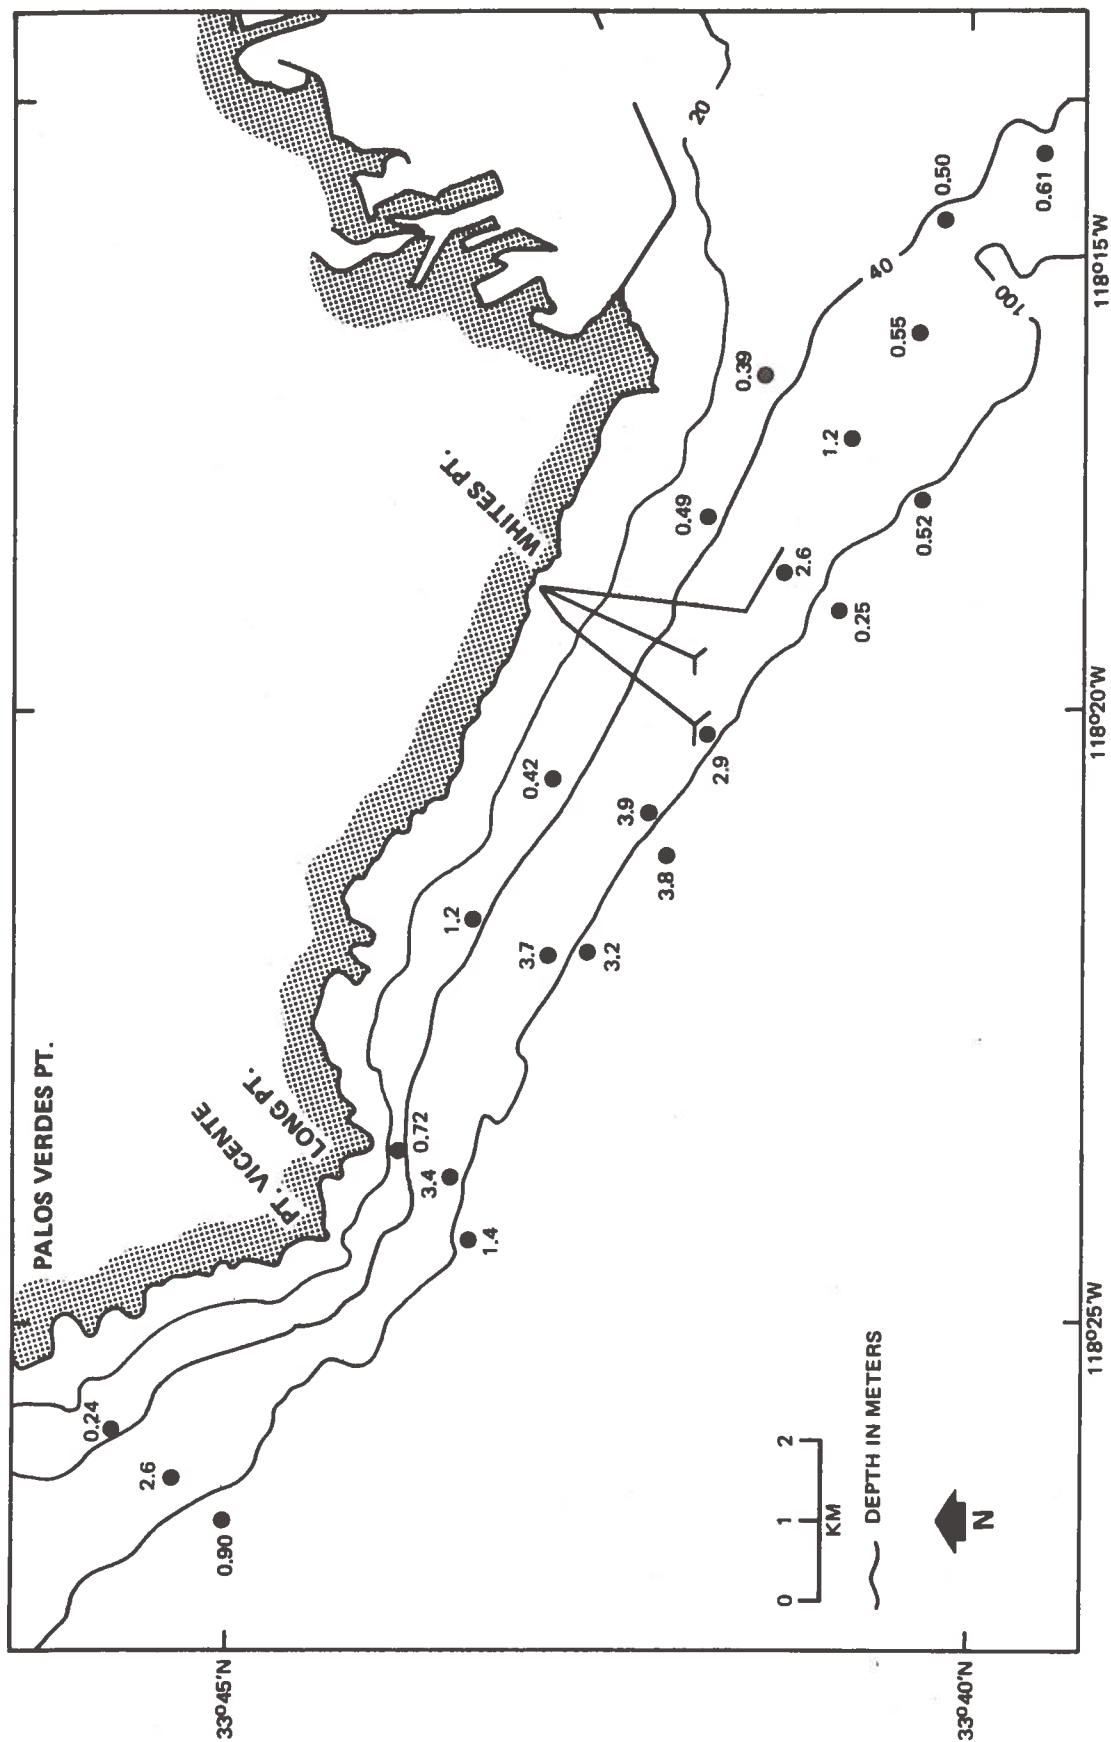 PALOS VERDES PT.
PT. VICENTE
LONG PT.
WHITES PT.
0.24
2.6
0.90
1.4
3.4
0.72
1.2
3.7
3.2
3.8
3.9
0.42
2.9
0.25
2.6
0.49
0.52
1.2
0.39
0.55
0.50
0.61
20
40
100
0 1 2
KM
DEPTH IN METERS
N
33°45'N
33°40'N
118°25'W
118°20'W
118°15'W